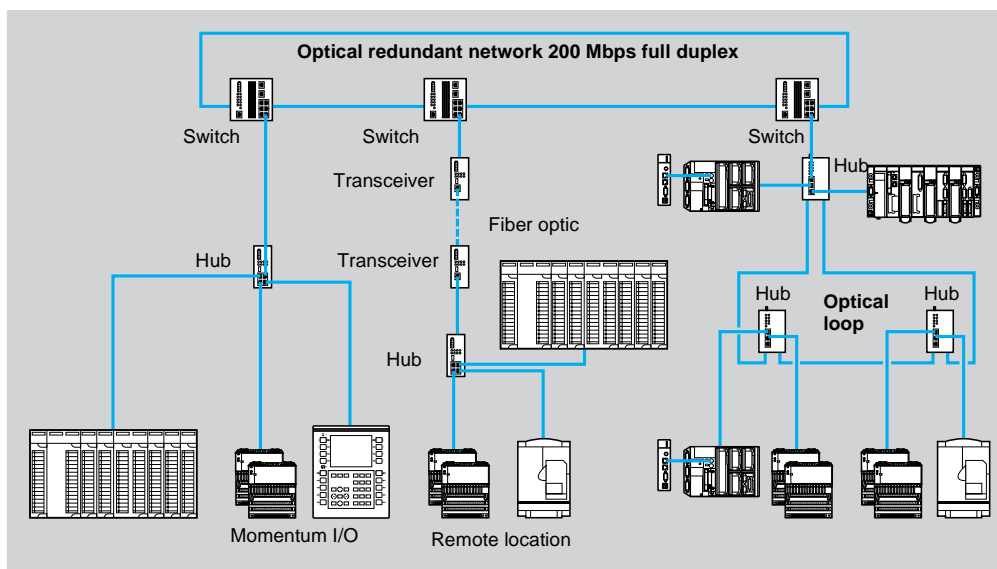 Optical redundant network 200 Mbps full duplex
Switch
Switch
Switch
Transceiver
Hub
Fiber optic
Hub
Transceiver
Hub
Optical
loop
Hub
Hub
Momentum I/O
Remote location